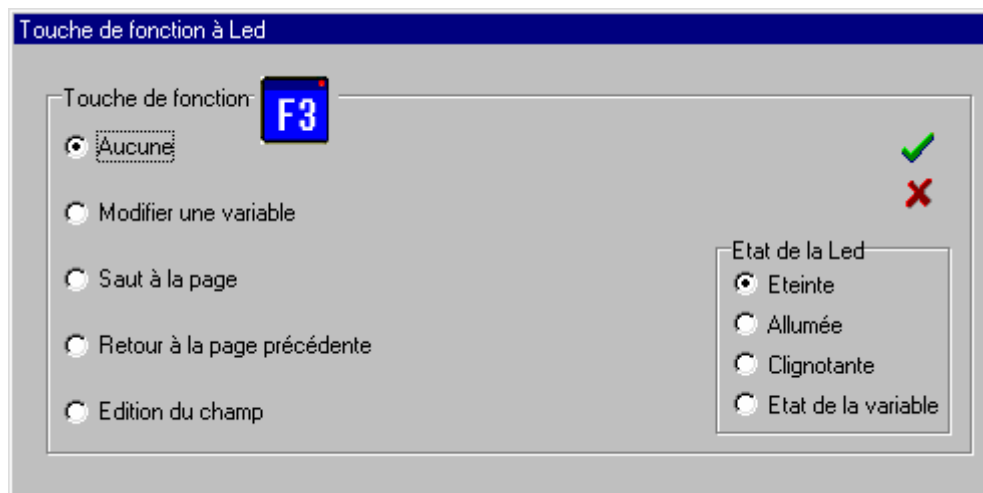 Touche de fonction à Led
Touche de fonction
F3
Aucune
Modifier une variable
Saut à la page
Retour à la page précédente
Edition du champ
Etat de la Led
Eteinte
Allumée
Clignotante
Etat de la variable